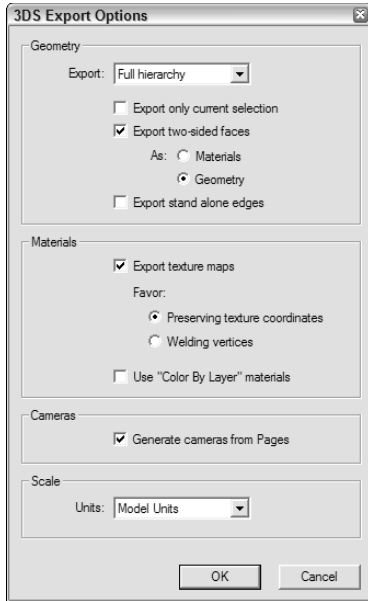 3DS Export Options
Geometry
Export: Full hierarchy
Export only current selection
Export two-sided faces
As: Materials
Geometry
Export stand alone edges
Materials
Export texture maps
Favor:
Preserving texture coordinates
Welding vertices
Use "Color By Layer" materials
Cameras
Generate cameras from Pages
Scale
Units: Model Units
OK Cancel